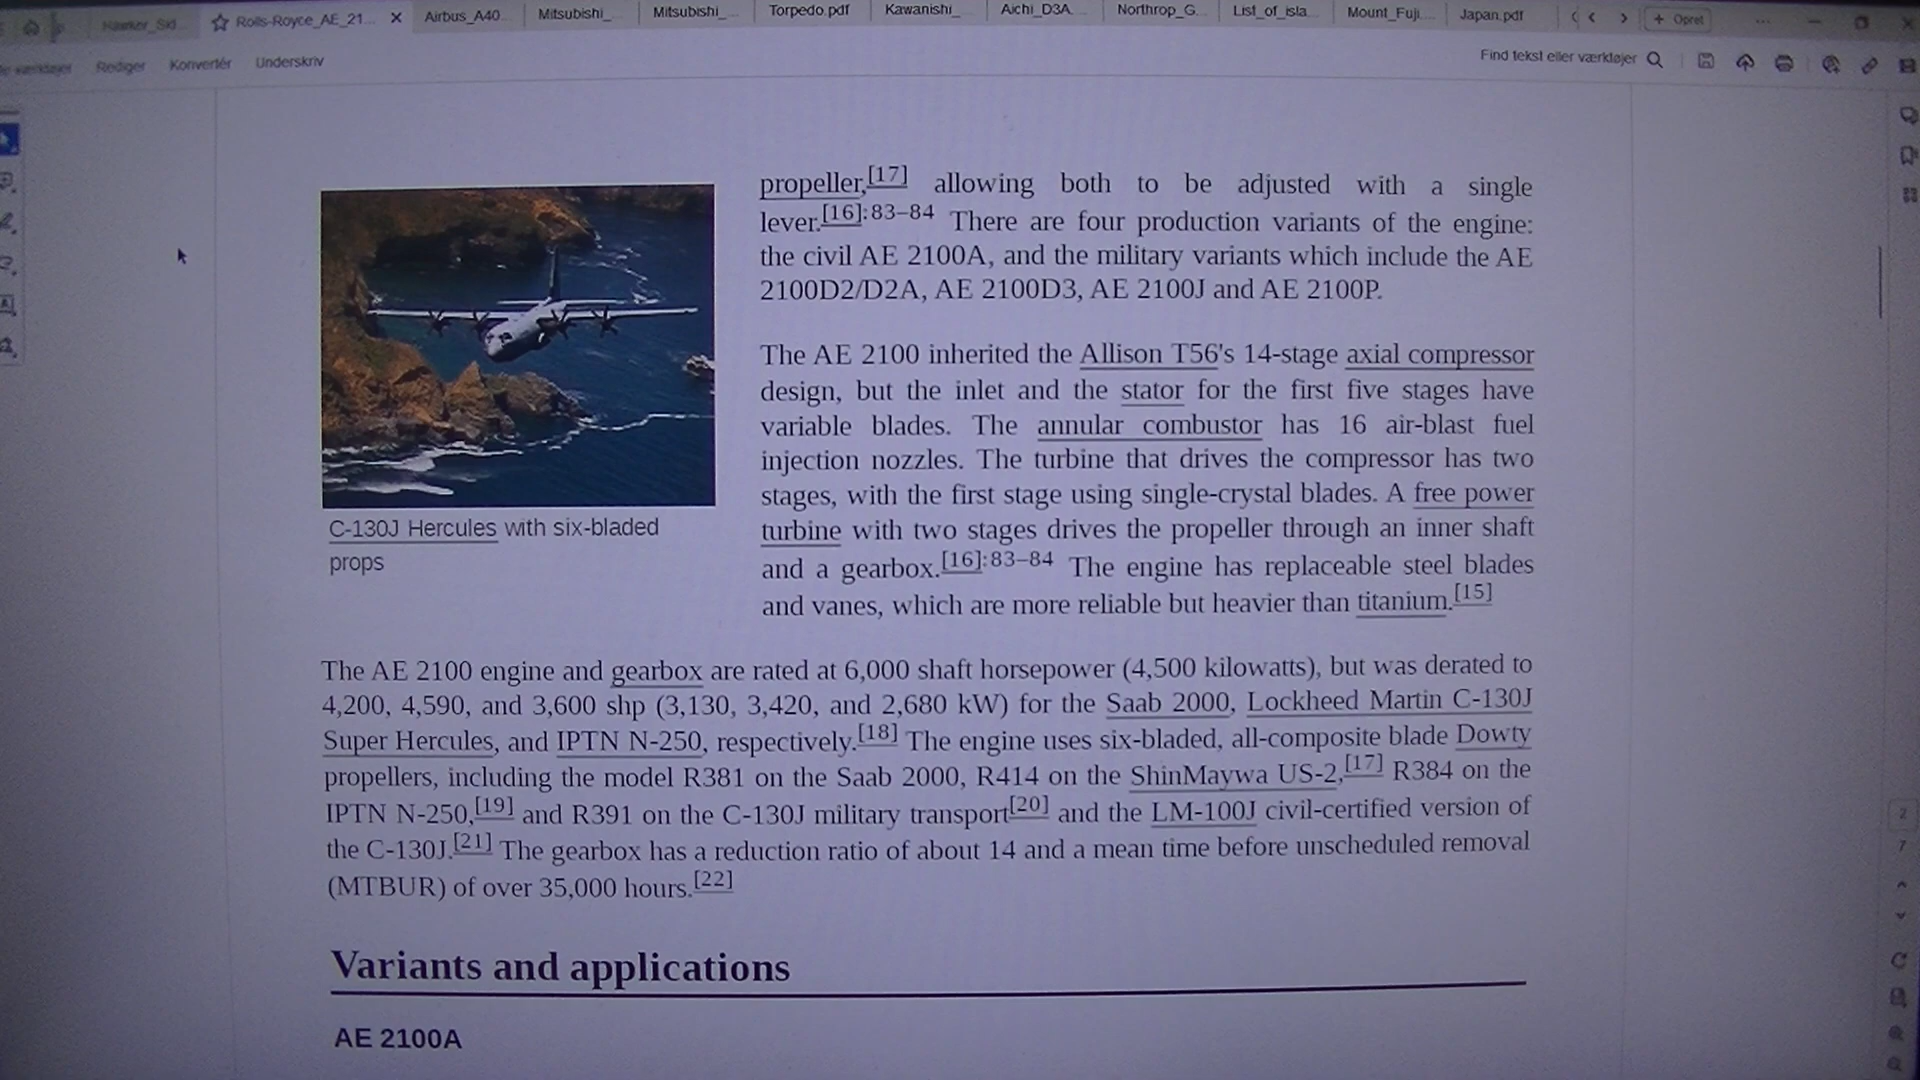 Rolls-Royce_AE_21...
Airbus_A40...
Mitsubishi_...
Mitsubishi_...
Torpedo.pdf
Kawanishi_...
Aichi_D3A...
Northrop_G...
List_of_isla...
Mount_Fuji...
Japan.pdf
+ Opret
Rediger
Konvertér
Underskriv
Find tekst eller værktøjer
propeller,[17] allowing both to be adjusted with a single
lever.[16]:83–84 There are four production variants of the engine:
the civil AE 2100A, and the military variants which include the AE
2100D2/D2A, AE 2100D3, AE 2100J and AE 2100P.
The AE 2100 inherited the Allison T56's 14-stage axial compressor
design, but the inlet and the stator for the first five stages have
variable blades. The annular combustor has 16 air-blast fuel
injection nozzles. The turbine that drives the compressor has two
stages, with the first stage using single-crystal blades. A free power
turbine with two stages drives the propeller through an inner shaft
and a gearbox.[16]:83–84 The engine has replaceable steel blades
and vanes, which are more reliable but heavier than titanium.[15]
C-130J Hercules with six-bladed
props
The AE 2100 engine and gearbox are rated at 6,000 shaft horsepower (4,500 kilowatts), but was derated to
4,200, 4,590, and 3,600 shp (3,130, 3,420, and 2,680 kW) for the Saab 2000, Lockheed Martin C-130J
Super Hercules, and IPTN N-250, respectively.[18] The engine uses six-bladed, all-composite blade Dowty
propellers, including the model R381 on the Saab 2000, R414 on the ShinMaywa US-2,[17] R384 on the
IPTN N-250,[19] and R391 on the C-130J military transport[20] and the LM-100J civil-certified version of
the C-130J.[21] The gearbox has a reduction ratio of about 14 and a mean time before unscheduled removal
(MTBUR) of over 35,000 hours.[22]
Variants and applications
AE 2100A
2
7